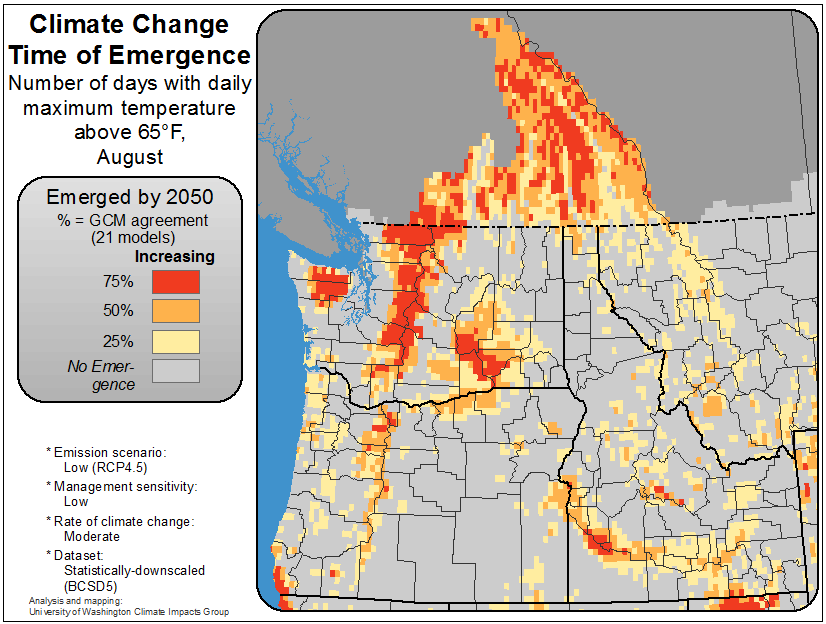 Climate Change
Time of Emergence
Number of days with daily
maximum temperature
above 65°F,
August
Emerged by 2050
% = GCM agreement
(21 models)
Increasing
75%
50%
25%
No Emer-
gence
* Emission scenario:
Low (RCP4.5)
* Management sensitivity:
Low
* Rate of climate change:
Moderate
* Dataset:
Statistically-downscaled
(BCSD5)
Analysis and mapping:
University of Washington Climate Impacts Group